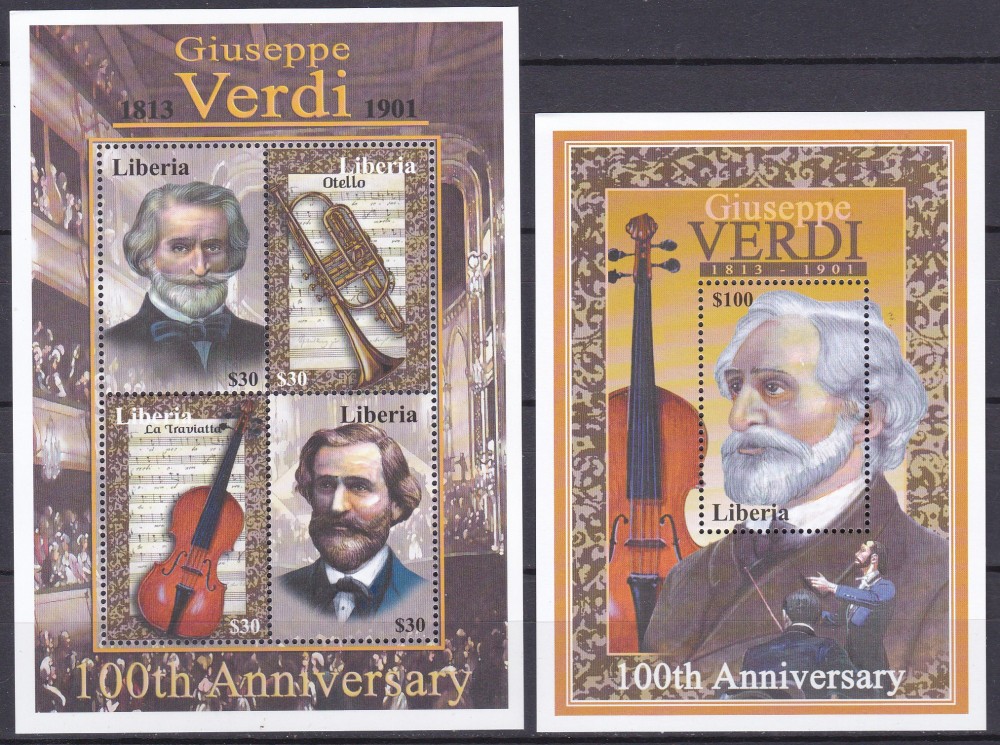 Giuseppe
1813 Verdi 1901
Liberia
$30
Liberia
Otello
$30
Liberia
La Traviatta
$30
Liberia
$30
100th Anniversary
Giuseppe
VERDI
1813 - 1901
$100
Liberia
100th Anniversary